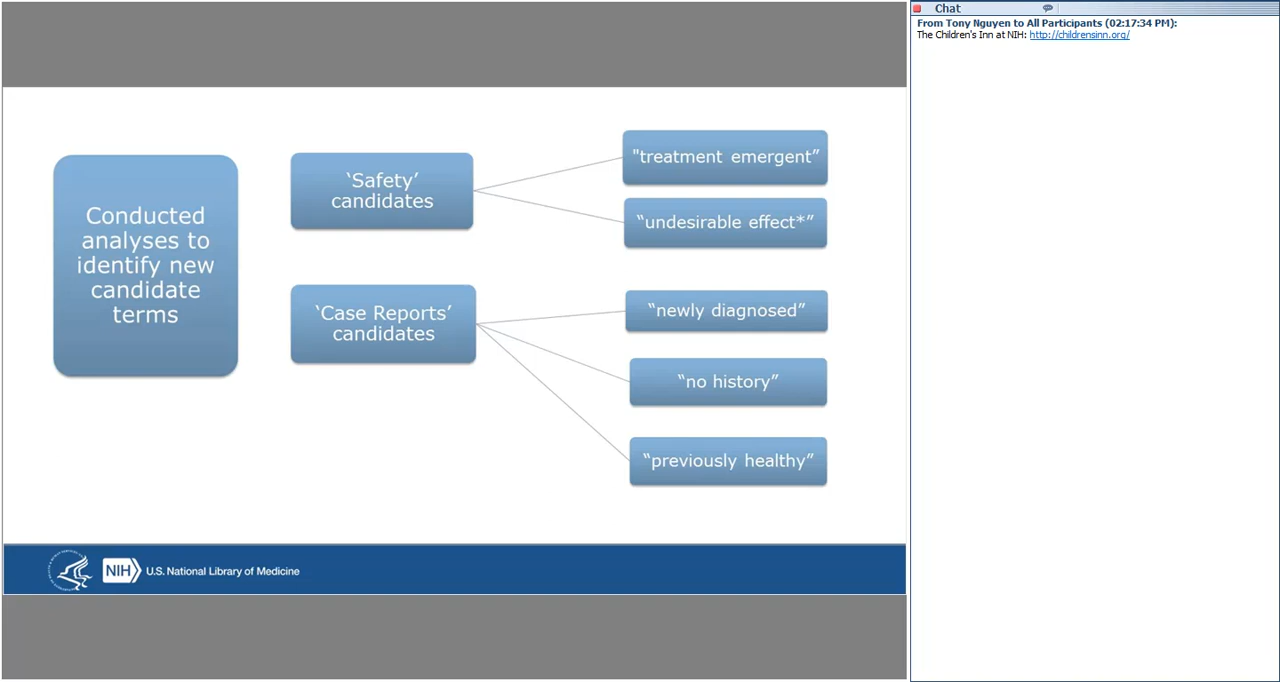 Conducted
analyses to
identify new
candidate
terms
‘Safety’
candidates
"treatment emergent”
“undesirable effect*”
‘Case Reports’
candidates
“newly diagnosed”
“no history”
“previously healthy”
NIH U.S. National Library of Medicine
Chat
From Tony Nguyen to All Participants (02:17:34 PM):
The Children's Inn at NIH: http://childrensinn.org/